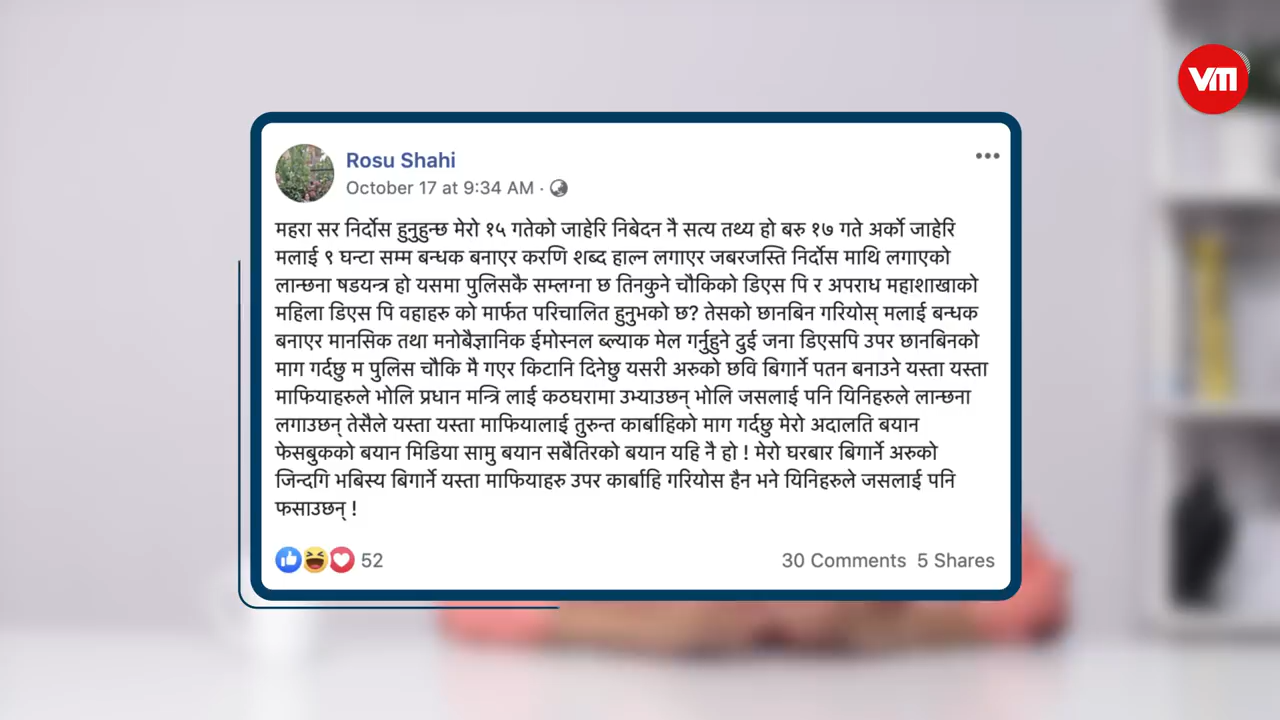 VM
Rosu Shahi
October 17 at 9:34 AM ·
महरा सर निर्दोस हुनुहुन्छ मेरो १५ गतेको जाहेरि निबेदन नै सत्य तथ्य हो बरु १७ गते अर्को जाहेरि
मलाई ९ घन्टा सम्म बन्धक बनाएर करणि शब्द हाल्न लगाएर जबरजस्ति निर्दोस माथि लगाएको
लान्छना षडयन्त्र हो यसमा पुलिसकै सम्लग्ना छ तिनकुने चौकिको डिएस पि र अपराध महाशाखाको
महिला डिएस पि वहाहरु को मार्फत परिचालित हुनुभको छ? तेसको छानबिन गरियोस् मलाई बन्धक
बनाएर मानसिक तथा मनोबैज्ञानिक ईमोस्नल ब्ल्याक मेल गर्नुहुने दुई जना डिएसपि उपर छानबिनको
माग गर्दछु म पुलिस चौकि मै गएर किटानि दिनेछु यसरी अरुको छवि बिगार्ने पतन बनाउने यस्ता यस्ता
माफियाहरुले भोलि प्रधान मन्त्रि लाई कठघरामा उभ्याउछन् भोलि जसलाई पनि यिनिहरुले लान्छना
लगाउछन् तेसैले यस्ता यस्ता माफियालाई तुरुन्त कार्बाहिको माग गर्दछु मेरो अदालति बयान
फेसबुकको बयान मिडिया सामु बयान सबैतिरको बयान यहि नै हो ! मेरो घरबार बिगार्ने अरुको
जिन्दगि भबिस्य बिगार्ने यस्ता माफियाहरु उपर कार्बाहि गरियोस हैन भने यिनिहरुले जसलाई पनि
फसाउछन् !
52
30 Comments 5 Shares